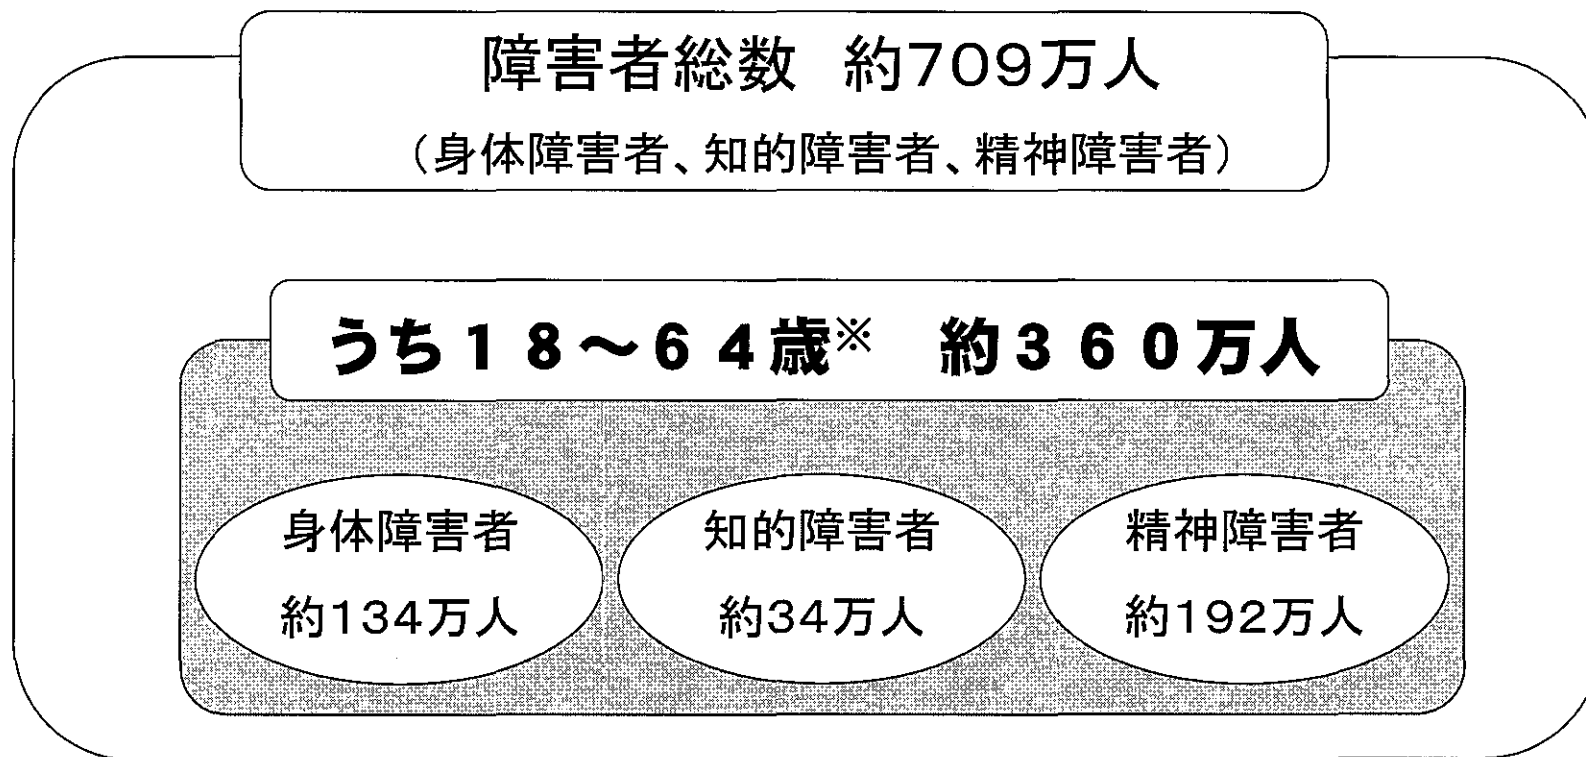 障害者総数 約709万人
（身体障害者、知的障害者、精神障害者）
うち18～64歳※ 約360万人
身体障害者
約134万人
知的障害者
約34万人
精神障害者
約192万人